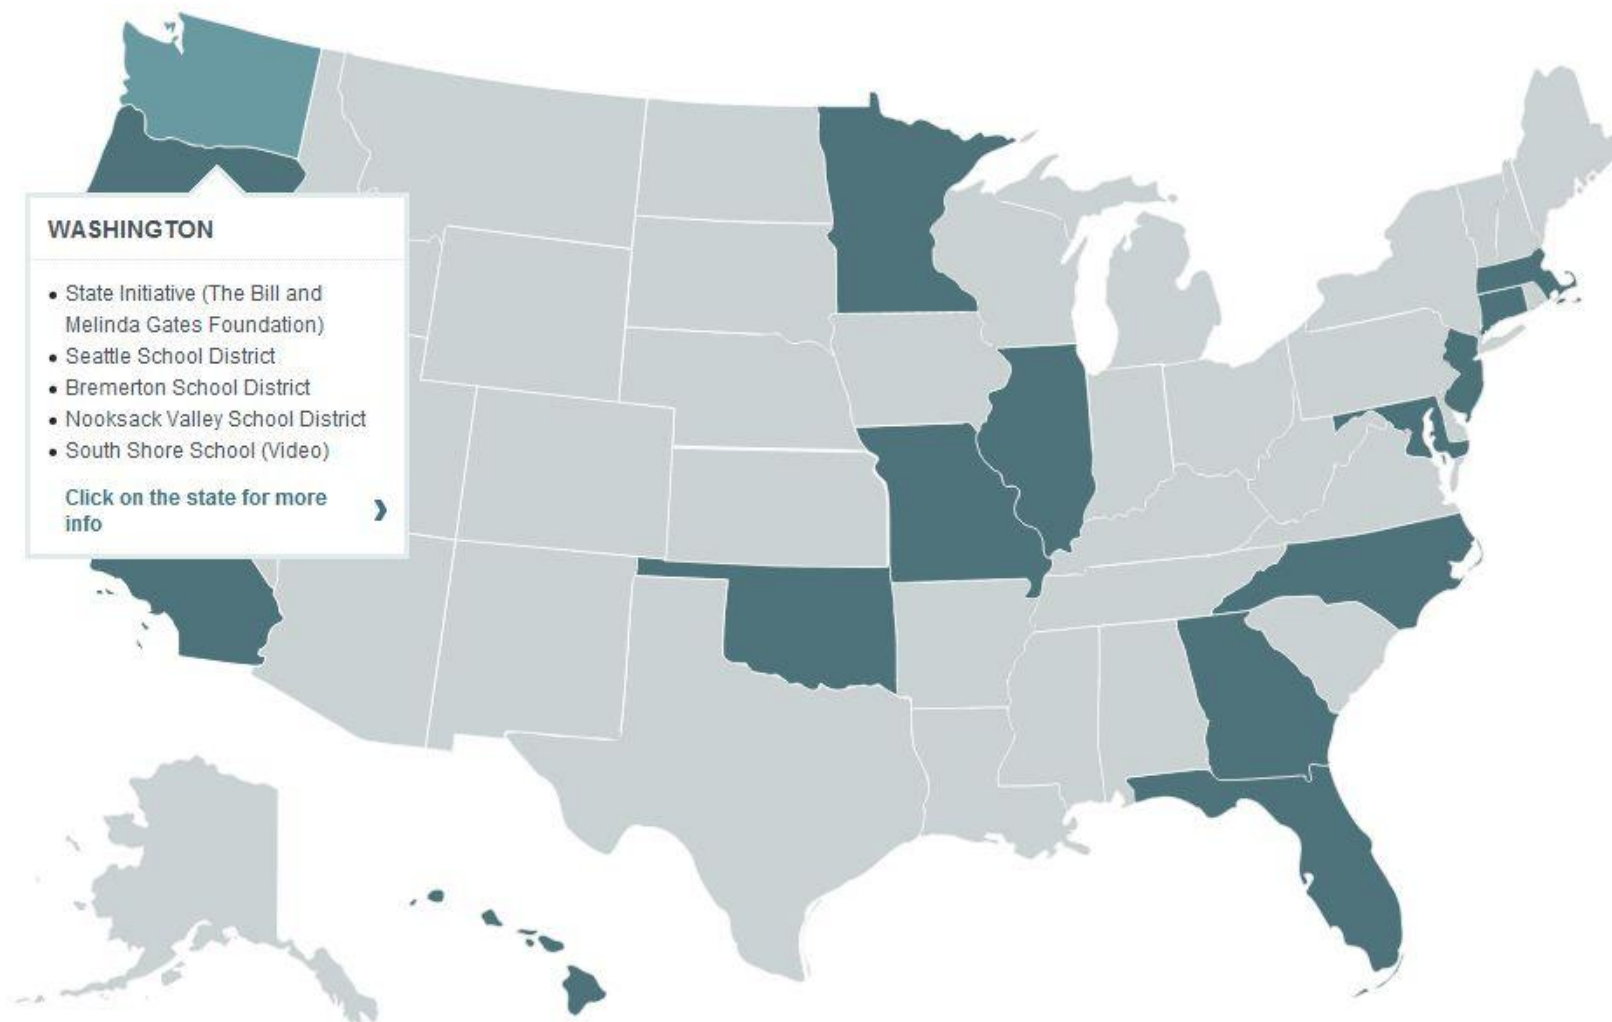 WASHINGTON
• State Initiative (The Bill and
Melinda Gates Foundation)
• Seattle School District
• Bremerton School District
• Nooksack Valley School District
• South Shore School (Video)
Click on the state for more
info